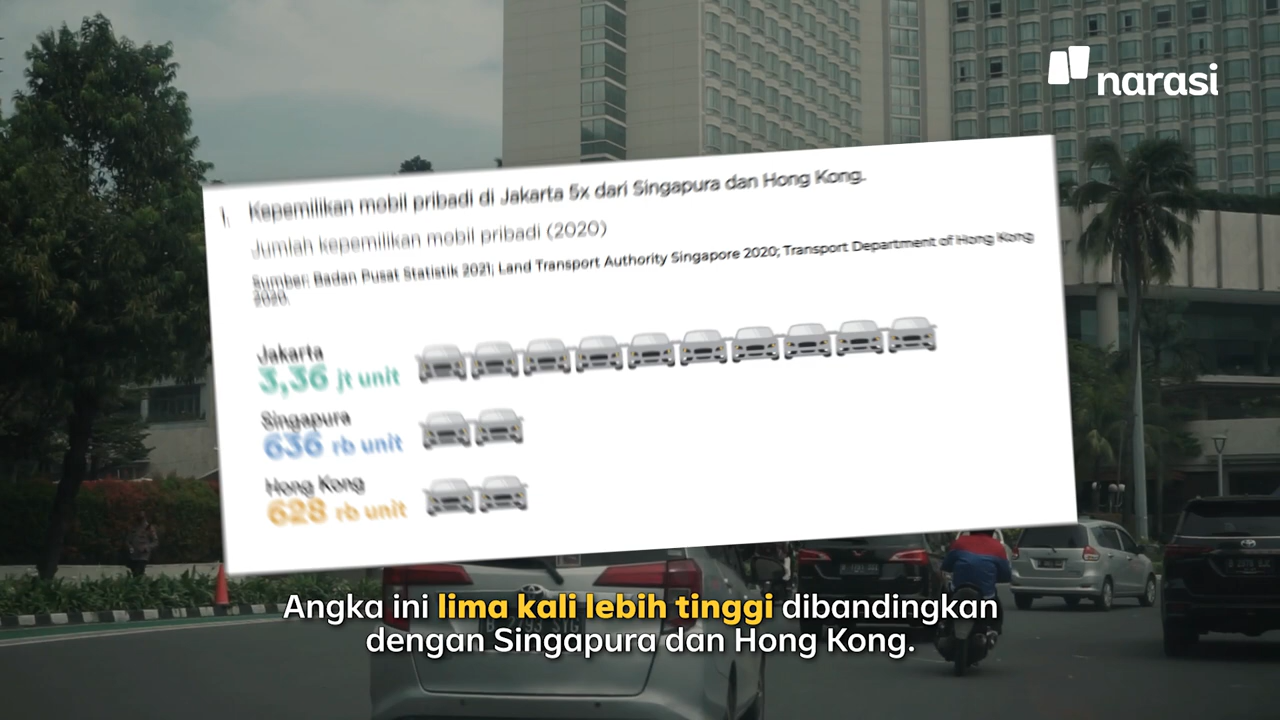 narasi
Kepemilikan mobil pribadi di Jakarta 5x dari Singapura dan Hong Kong.
Jumlah kepemilikan mobil pribadi (2020)
Sumber: Badan Pusat Statistik 2021; Land Transport Authority Singapore 2020; Transport Department of Hong Kong
2020.
Jakarta
3,36 jt unit
Singapura
636 rb unit
Hong Kong
628 rb unit
Angka ini lima kali lebih tinggi dibandingkan
dengan Singapura dan Hong Kong.